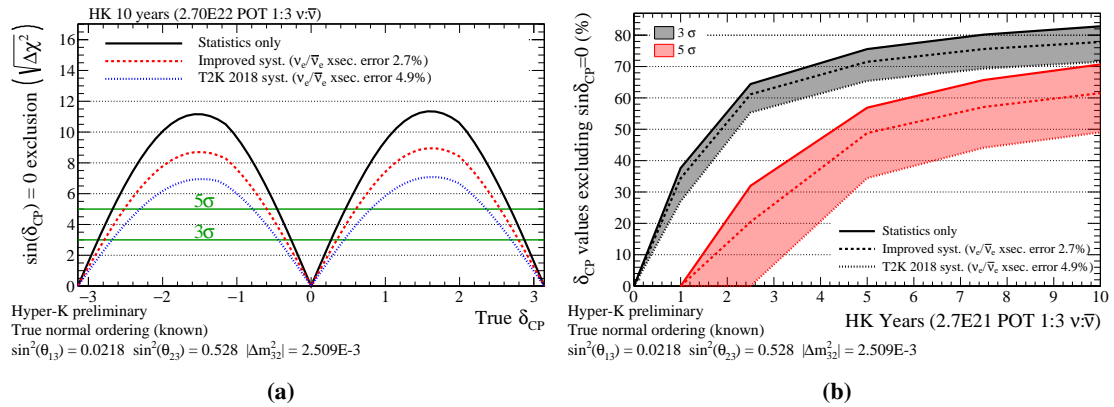 HK 10 years (2.70E22 POT 1:3 ν:ν̅)
sin(δCP) = 0 exclusion (√Δχ²)
16
14
12
10
8
6
4
2
0
Statistics only
Improved syst. (νe/ν̅e xsec. error 2.7%)
T2K 2018 syst. (νe/ν̅e xsec. error 4.9%)
5σ
3σ
−3 −2 −1 0 1 2 3
True δCP
Hyper-K preliminary
True normal ordering (known)
sin²(θ13) = 0.0218 sin²(θ23) = 0.528 |Δm²32| = 2.509E-3
(a)
δCP values excluding sinδCP=0 (%)
80
70
60
50
40
30
20
10
0
3 σ
5 σ
Statistics only
Improved syst. (νe/ν̅e xsec. error 2.7%)
T2K 2018 syst. (νe/ν̅e xsec. error 4.9%)
0 1 2 3 4 5 6 7 8 9 10
HK Years (2.7E21 POT 1:3 ν:ν̅)
Hyper-K preliminary
True normal ordering (known)
sin²(θ13) = 0.0218 sin²(θ23) = 0.528 |Δm²32| = 2.509E-3
(b)